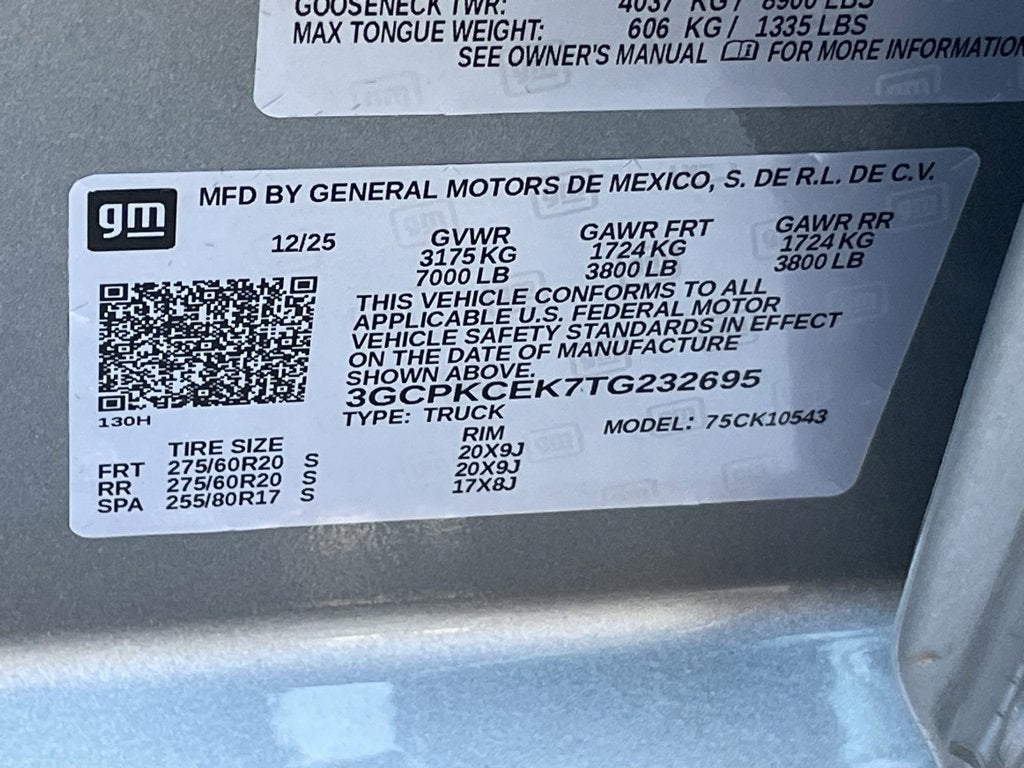 GOOSENECK TWR: 4037 KG / 8900 LBS
MAX TONGUE WEIGHT: 606 KG / 1335 LBS
SEE OWNER'S MANUAL FOR MORE INFORMATION
gm
MFD BY GENERAL MOTORS DE MEXICO, S. DE R.L. DE C.V.
12/25 GVWR GAWR FRT GAWR RR
3175 KG 1724 KG 1724 KG
7000 LB 3800 LB 3800 LB
THIS VEHICLE CONFORMS TO ALL
APPLICABLE U.S. FEDERAL MOTOR
VEHICLE SAFETY STANDARDS IN EFFECT
ON THE DATE OF MANUFACTURE
SHOWN ABOVE.
3GCPKCEK7TG232695
130H
TYPE: TRUCK MODEL: 75CK10543
TIRE SIZE RIM
FRT 275/60R20 S 20X9J
RR 275/60R20 S 20X9J
SPA 255/80R17 S 17X8J